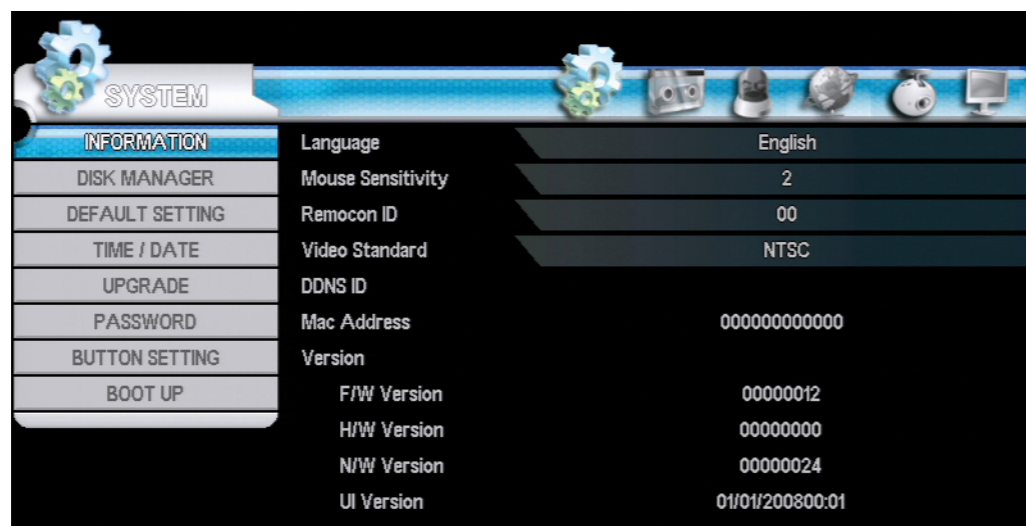 SYSTEM
INFORMATION
DISK MANAGER
DEFAULT SETTING
TIME / DATE
UPGRADE
PASSWORD
BUTTON SETTING
BOOT UP
Language English
Mouse Sensitivity 2
Remocon ID 00
Video Standard NTSC
DDNS ID
Mac Address 000000000000
Version
F/W Version 00000012
H/W Version 00000000
N/W Version 00000024
UI Version 01/01/200800:01